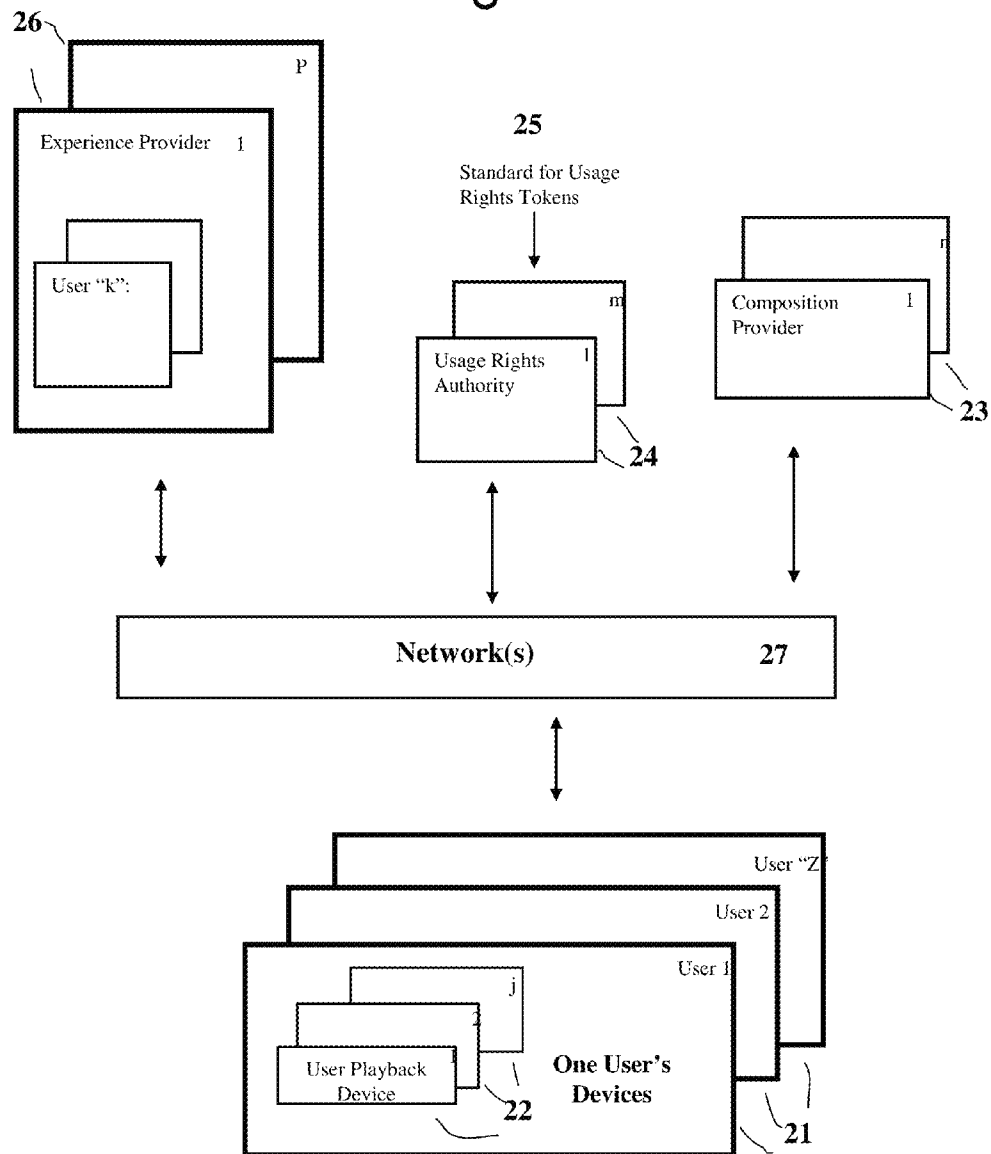 26
P
Experience Provider 1
User “k”:
25
Standard for Usage
Rights Tokens
m
Usage Rights 1
Authority
24
Composition 1
Provider
23
Network(s) 27
User “Z”
User 2
User 1
j
2
1
User Playback
Device
22
One User’s
Devices
21